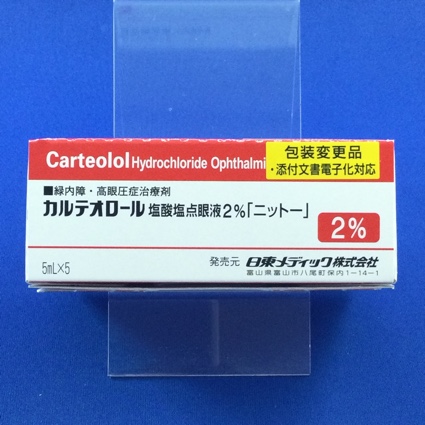 Carteolol Hydrochloride Ophthalmi
包装変更品
・添付文書電子化対応
■緑内障・高眼圧症治療剤
カルテオロール塩酸塩点眼液2%「ニットー」
2%
発売元 日東メディック株式会社
富山県富山市八尾町保内1-14-1
5mL×5